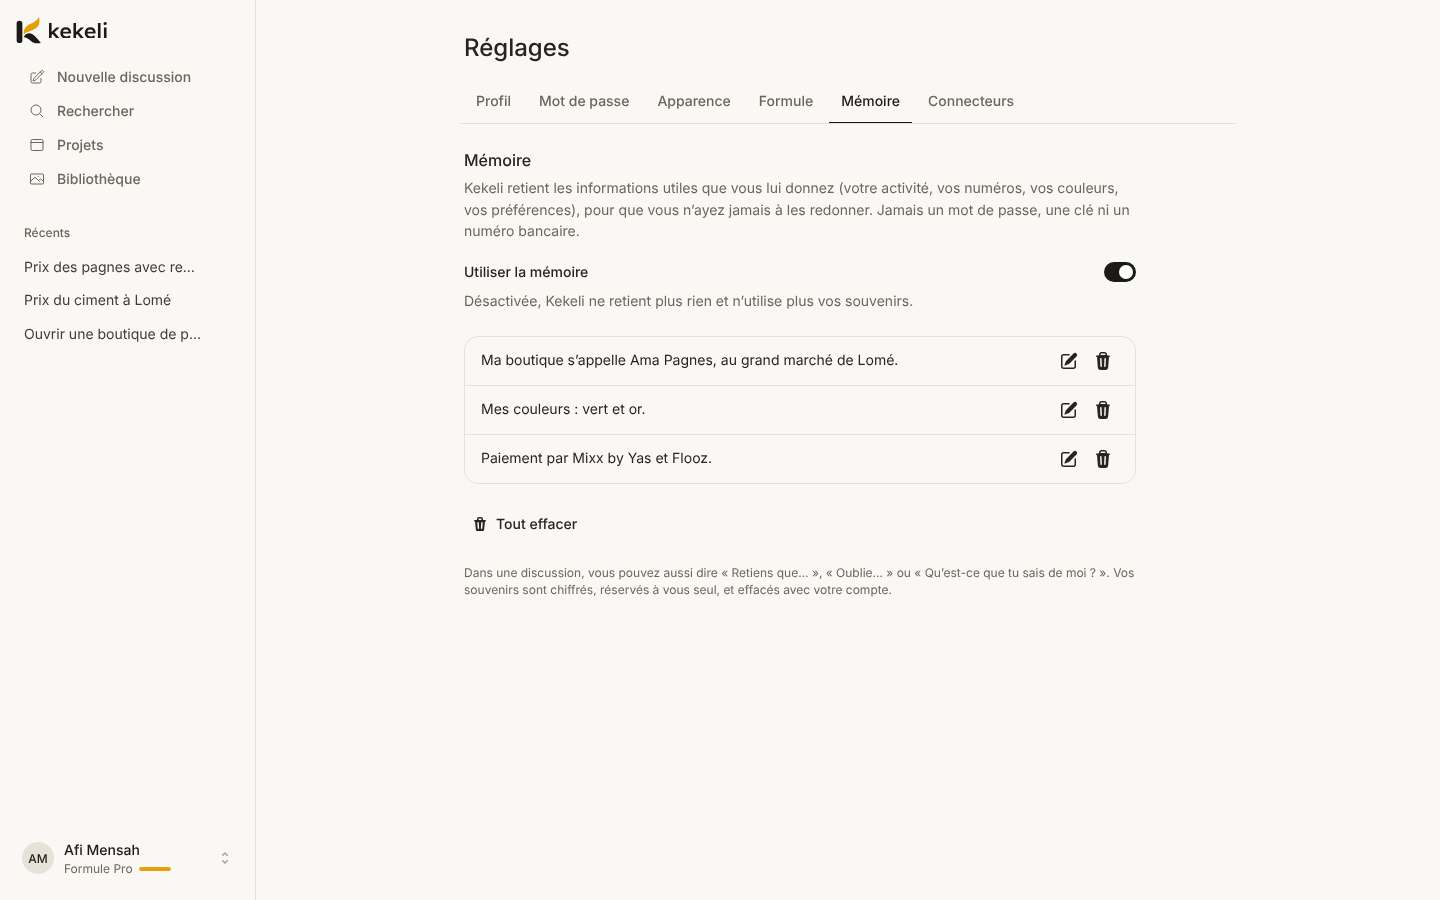 kekeli
Nouvelle discussion
Rechercher
Projets
Bibliothèque
Récents
Prix des pagnes avec re...
Prix du ciment à Lomé
Ouvrir une boutique de p...
AM
Afi Mensah
Formule Pro
Réglages
Profil
Mot de passe
Apparence
Formule
Mémoire
Connecteurs
Mémoire
Kekeli retient les informations utiles que vous lui donnez (votre activité, vos numéros, vos couleurs,
vos préférences), pour que vous n’ayez jamais à les redonner. Jamais un mot de passe, une clé ni un
numéro bancaire.
Utiliser la mémoire
Désactivée, Kekeli ne retient plus rien et n’utilise plus vos souvenirs.
Ma boutique s’appelle Ama Pagnes, au grand marché de Lomé.
Mes couleurs : vert et or.
Paiement par Mixx by Yas et Flooz.
Tout effacer
Dans une discussion, vous pouvez aussi dire « Retiens que… », « Oublie… » ou « Qu’est-ce que tu sais de moi ? ». Vos
souvenirs sont chiffrés, réservés à vous seul, et effacés avec votre compte.